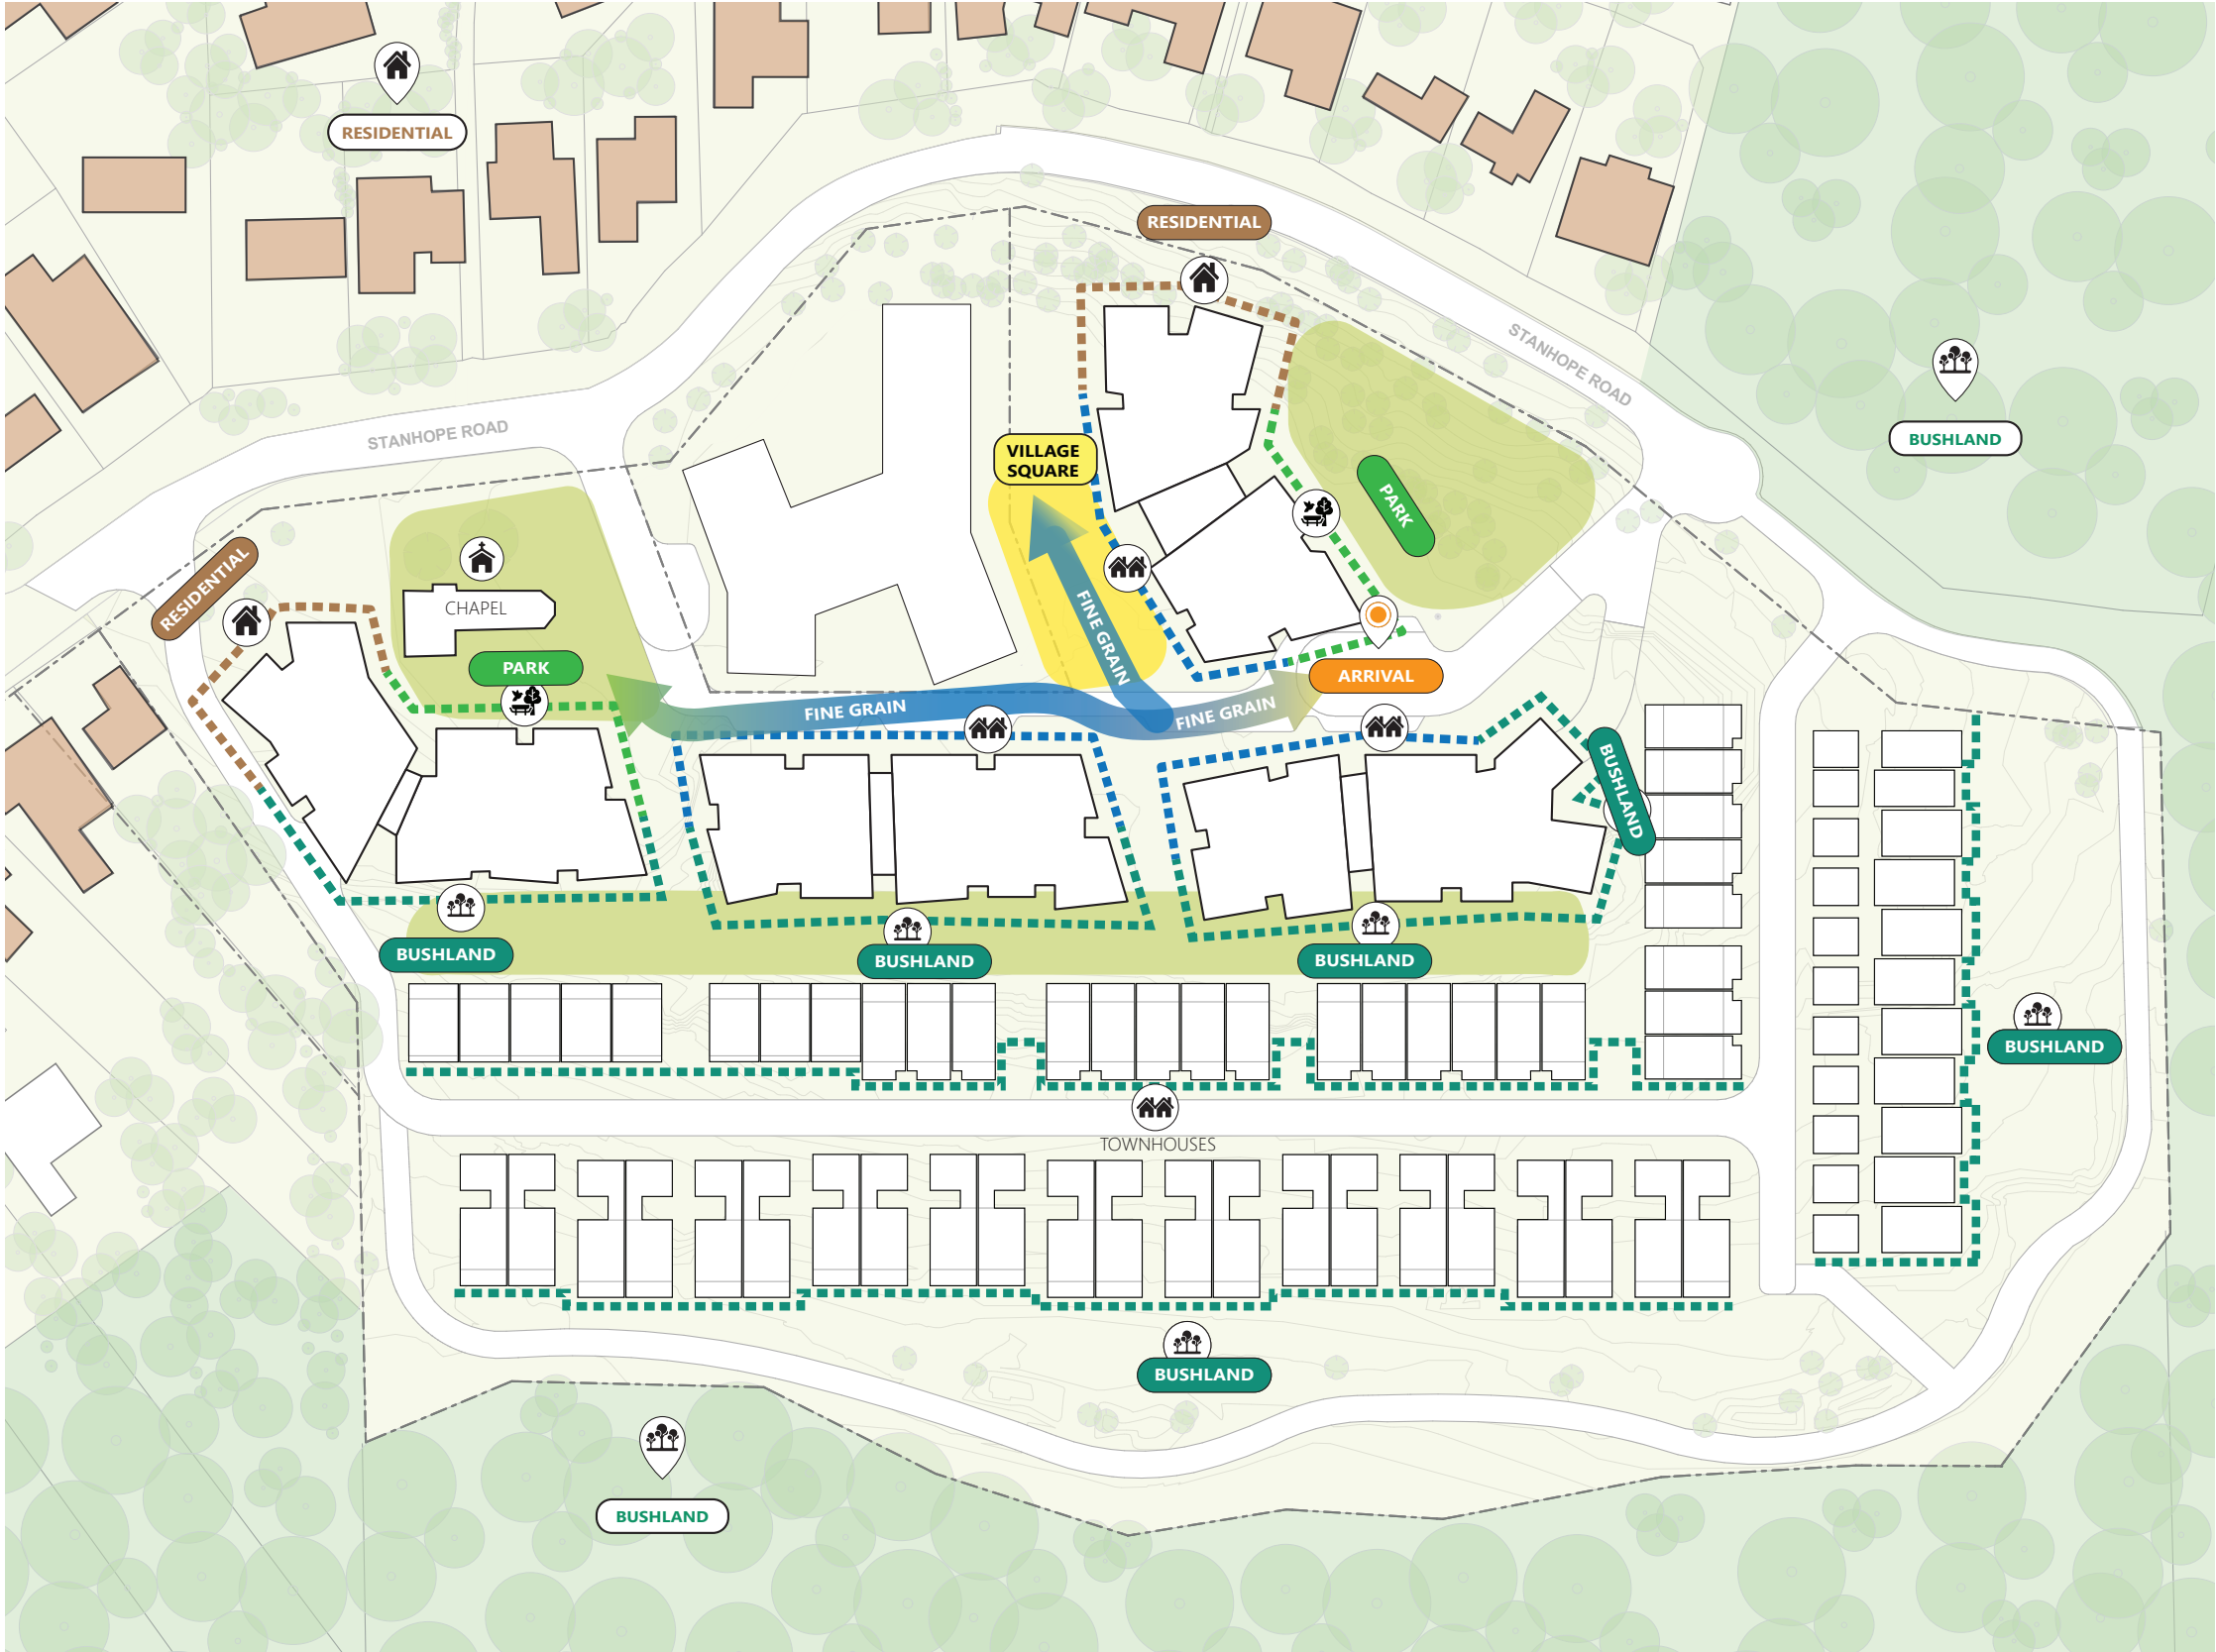 RESIDENTIAL
RESIDENTIAL
STANHOPE ROAD
STANHOPE ROAD
BUSHLAND
VILLAGE
SQUARE
PARK
RESIDENTIAL
CHAPEL
PARK
FINE GRAIN
FINE GRAIN
FINE GRAIN
ARRIVAL
BUSHLAND
BUSHLAND
BUSHLAND
BUSHLAND
BUSHLAND
TOWNHOUSES
BUSHLAND
BUSHLAND